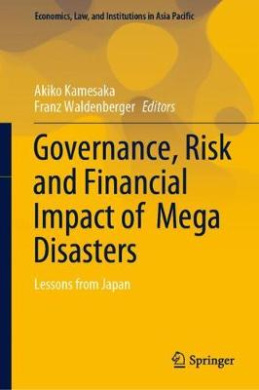 Economics, Law, and Institutions in Asia Pacific
Akiko Kamesaka
Franz Waldenberger Editors
Governance, Risk
and Financial
Impact of Mega
Disasters
Lessons from Japan
Springer